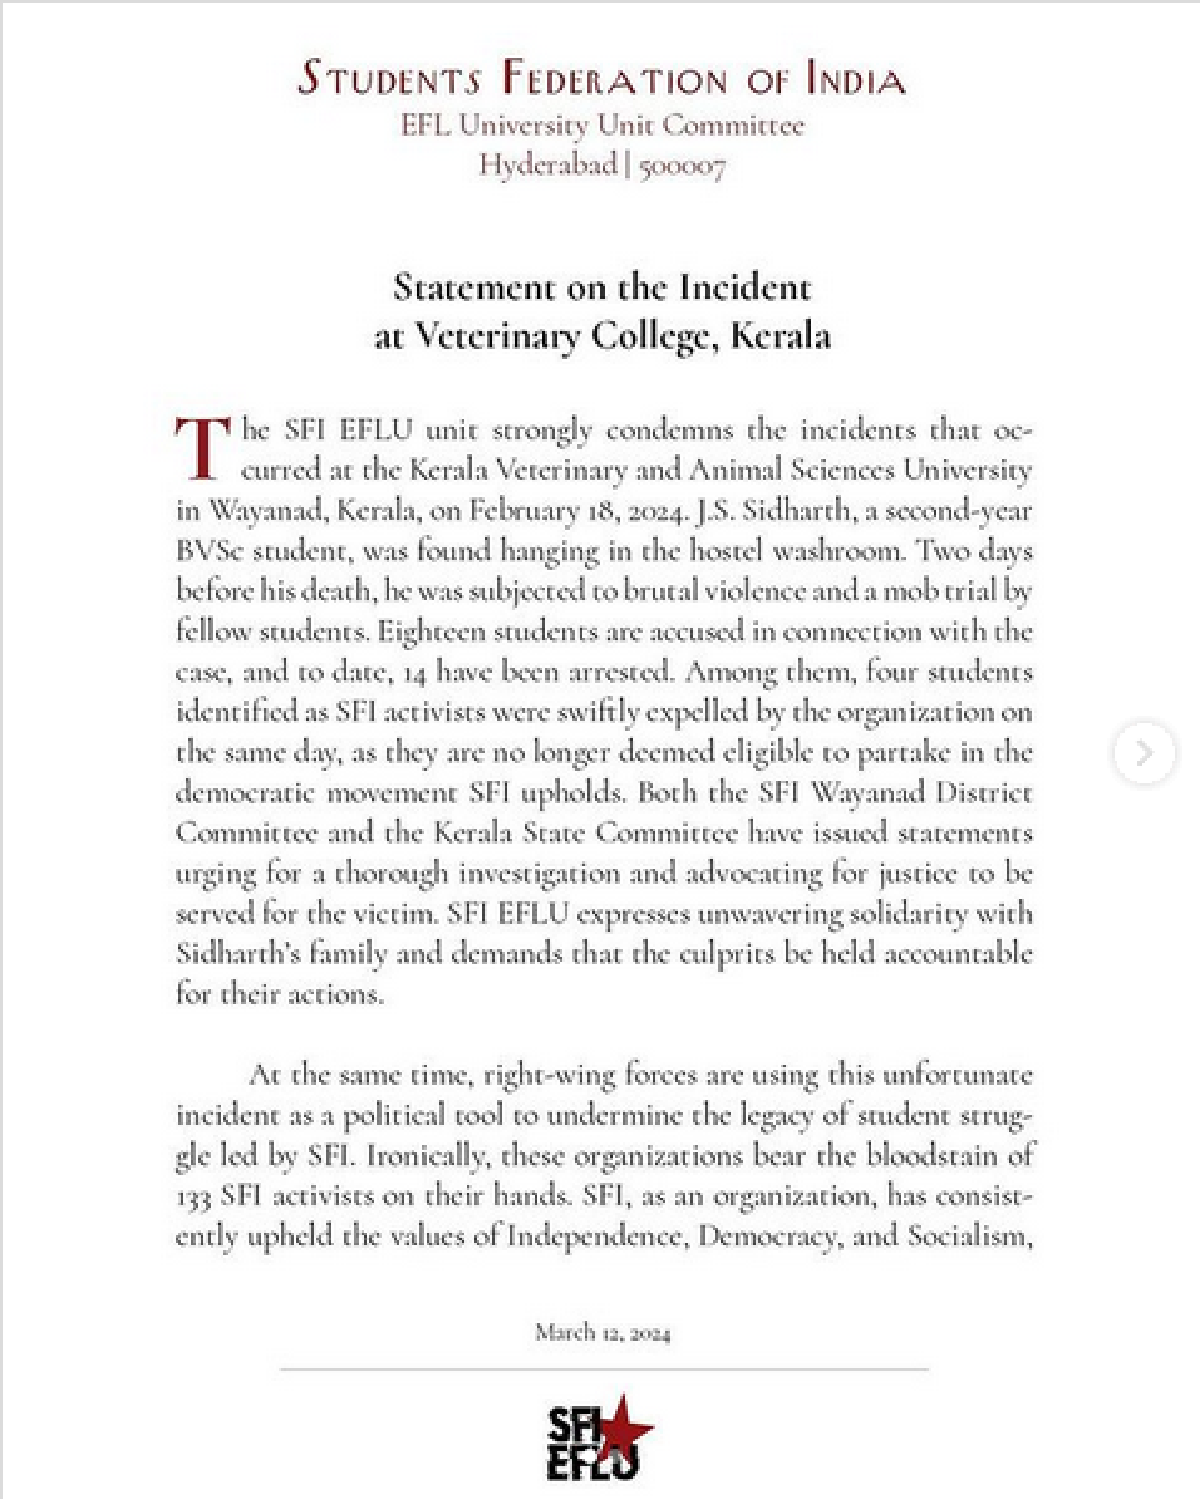 Students Federation of India
EFL University Unit Committee
Hyderabad | 500007
Statement on the Incident
at Veterinary College, Kerala
The SFI EFLU unit strongly condemns the incidents that oc-
curred at the Kerala Veterinary and Animal Sciences University
in Wayanad, Kerala, on February 18, 2024. J.S. Sidharth, a second-year
BVSc student, was found hanging in the hostel washroom. Two days
before his death, he was subjected to brutal violence and a mob trial by
fellow students. Eighteen students are accused in connection with the
case, and to date, 14 have been arrested. Among them, four students
identified as SFI activists were swiftly expelled by the organization on
the same day, as they are no longer deemed eligible to partake in the
democratic movement SFI upholds. Both the SFI Wayanad District
Committee and the Kerala State Committee have issued statements
urging for a thorough investigation and advocating for justice to be
served for the victim. SFI EFLU expresses unwavering solidarity with
Sidharth's family and demands that the culprits be held accountable
for their actions.
At the same time, right-wing forces are using this unfortunate
incident as a political tool to undermine the legacy of student strug-
gle led by SFI. Ironically, these organizations bear the bloodstain of
133 SFI activists on their hands. SFI, as an organization, has consist-
ently upheld the values of Independence, Democracy, and Socialism,
March 12, 2024
SFI
EFLU